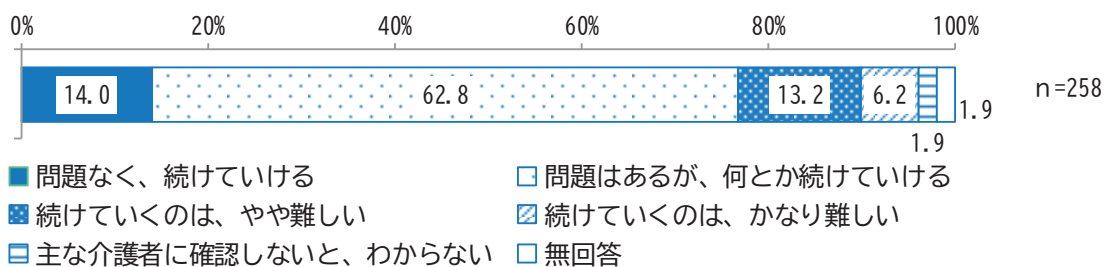 0% 20% 40% 60% 80% 100%
14.0 62.8 13.2 6.2 1.9 n=258
1.9
問題なく、続けていける 問題はあるが、何とか続けていける
続けていくのは、やや難しい 続けていくのは、かなり難しい
主な介護者に確認しないと、わからない 無回答